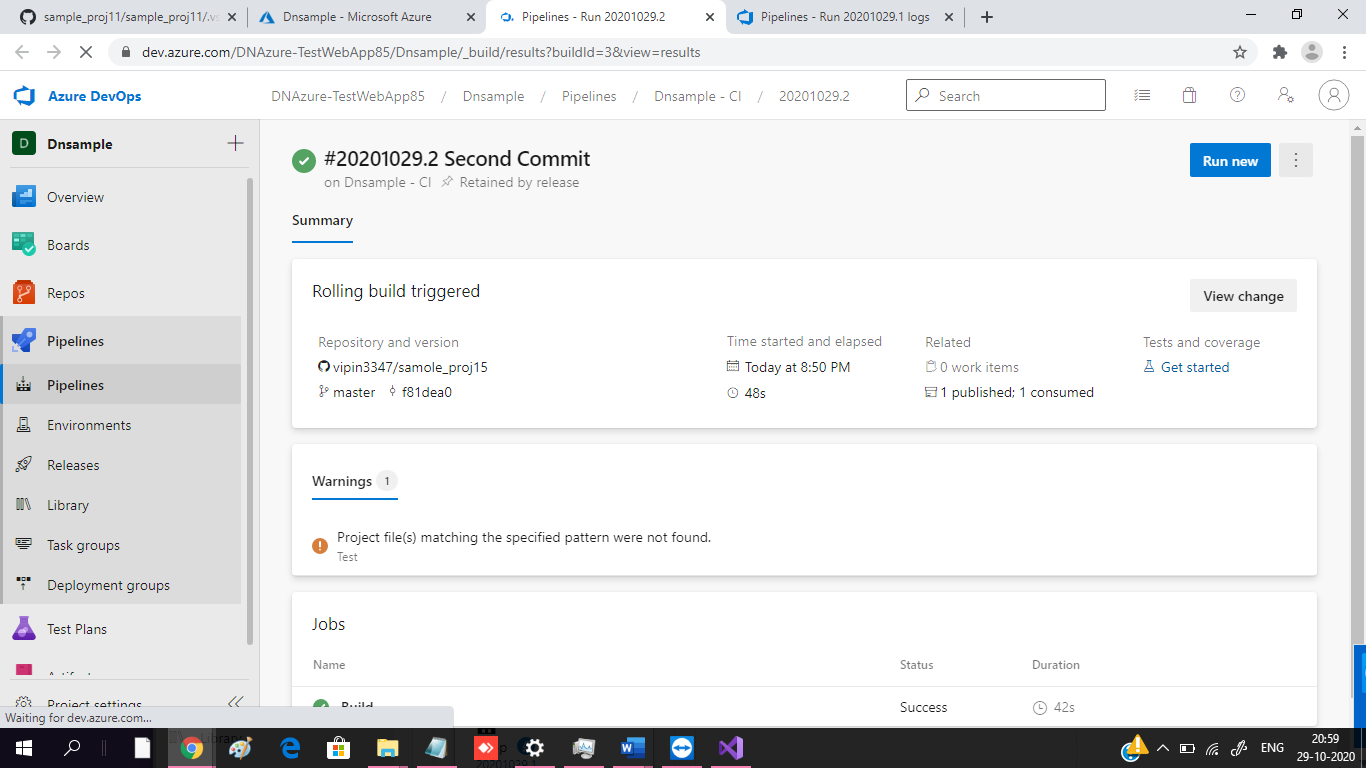 sample_proj11/sample_proj11/.vs
Dnsample - Microsoft Azure
Pipelines - Run 20201029.2
Pipelines - Run 20201029.1 logs
dev.azure.com/DNAzure-TestWebApp85/Dnsample/_build/results?buildId=3&view=results
Azure DevOps
DNAzure-TestWebApp85 / Dnsample / Pipelines / Dnsample - CI / 20201029.2
Search
D Dnsample
Overview
Boards
Repos
Pipelines
Pipelines
Environments
Releases
Library
Task groups
Deployment groups
Test Plans
Project settings
#20201029.2 Second Commit
on Dnsample - CI Retained by release
Run new
Summary
Rolling build triggered
View change
Repository and version
vipin3347/samole_proj15
master f81dea0
Time started and elapsed
Today at 8:50 PM
48s
Related
0 work items
1 published; 1 consumed
Tests and coverage
Get started
Warnings 1
Project file(s) matching the specified pattern were not found.
Test
Jobs
Name Status Duration
Build Success 42s
Waiting for dev.azure.com...
ENG
20:59
29-10-2020